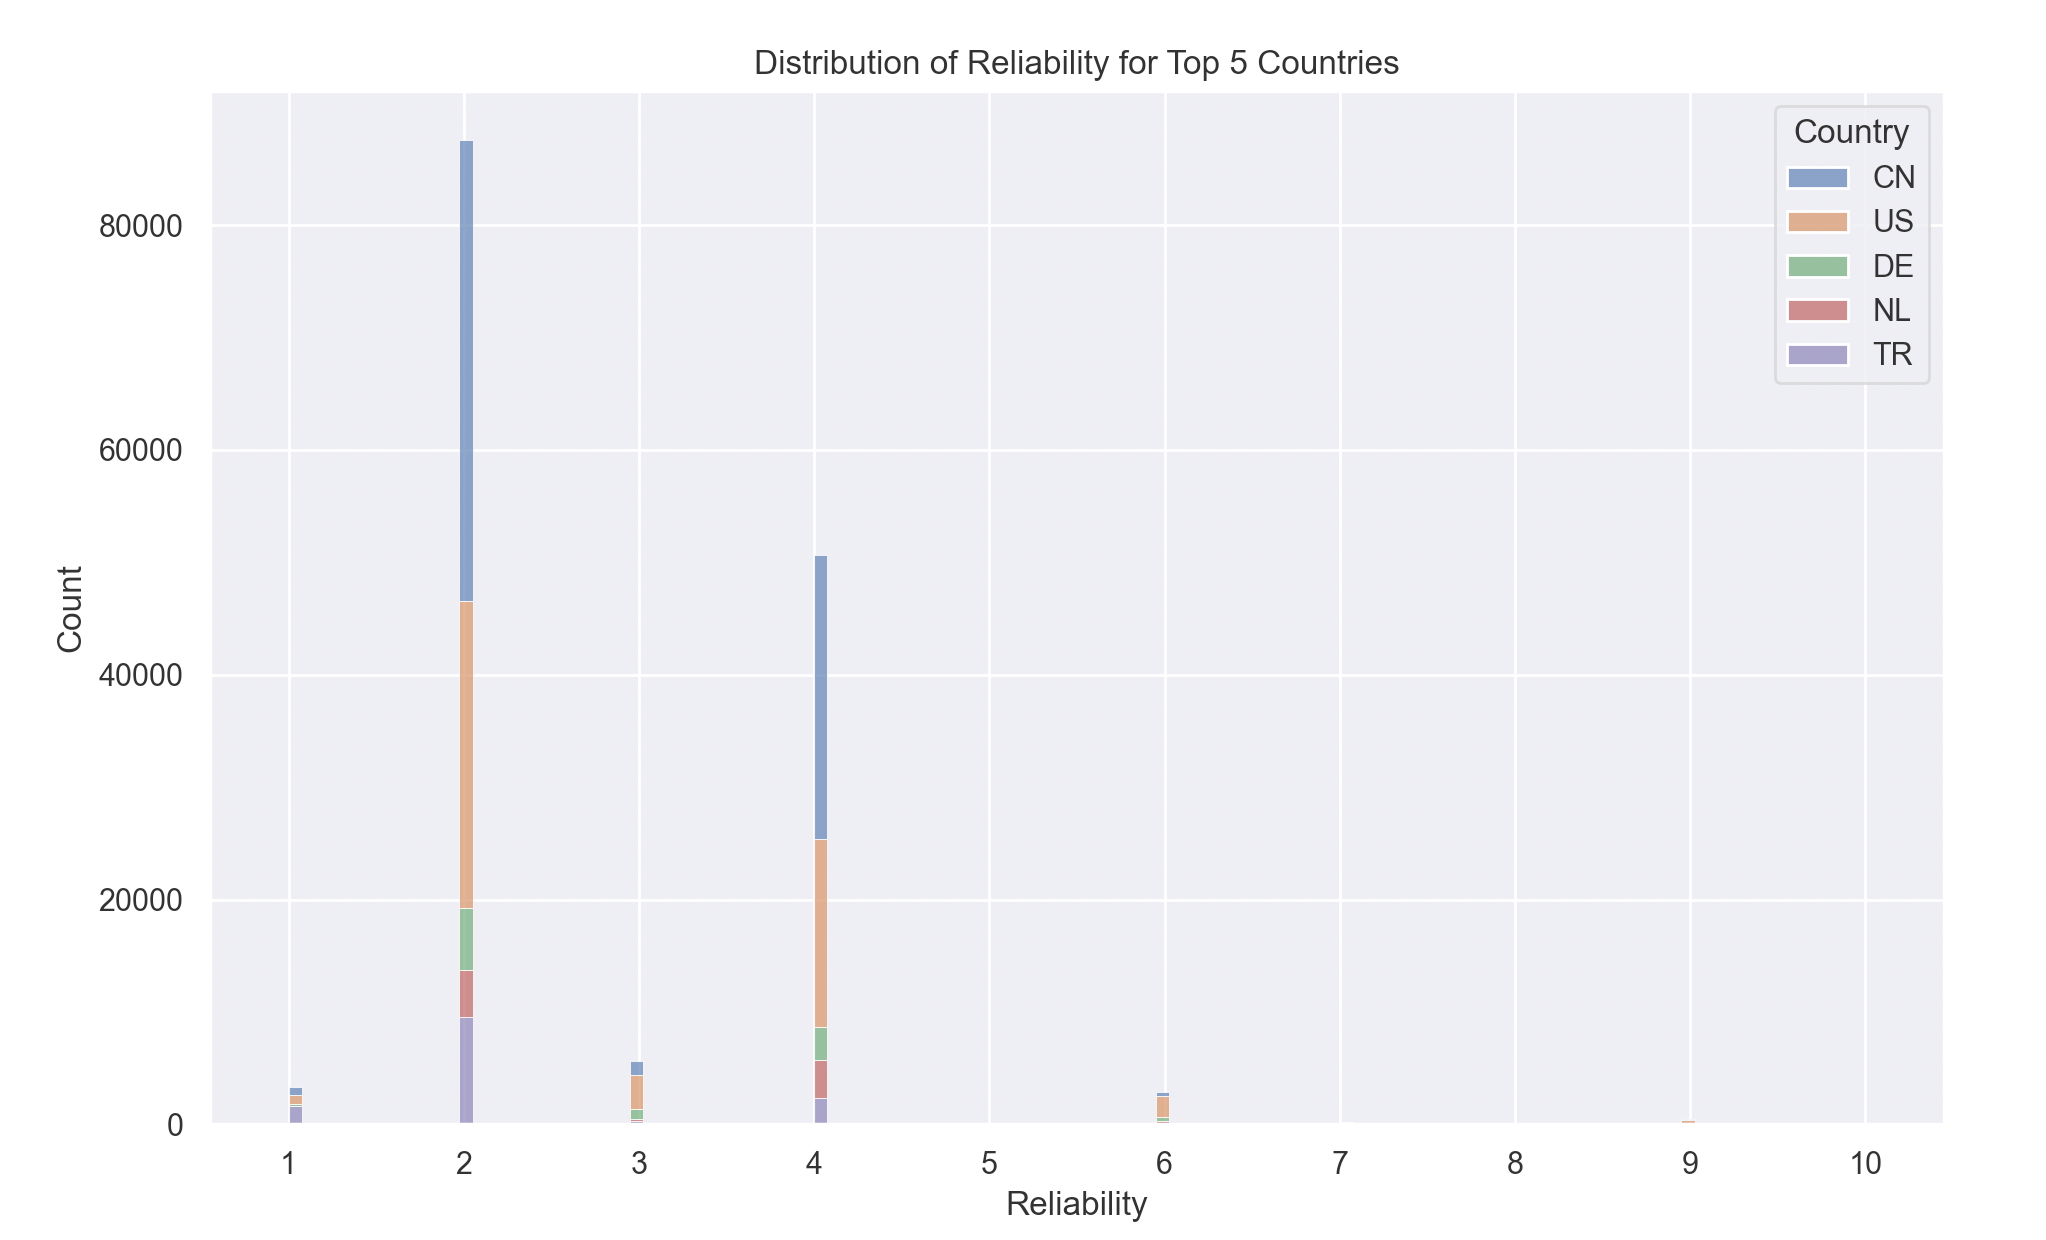 Distribution of Reliability for Top 5 Countries
Country
CN
US
DE
NL
TR
80000
60000
40000
20000
0
Count
1 2 3 4 5 6 7 8 9 10
Reliability